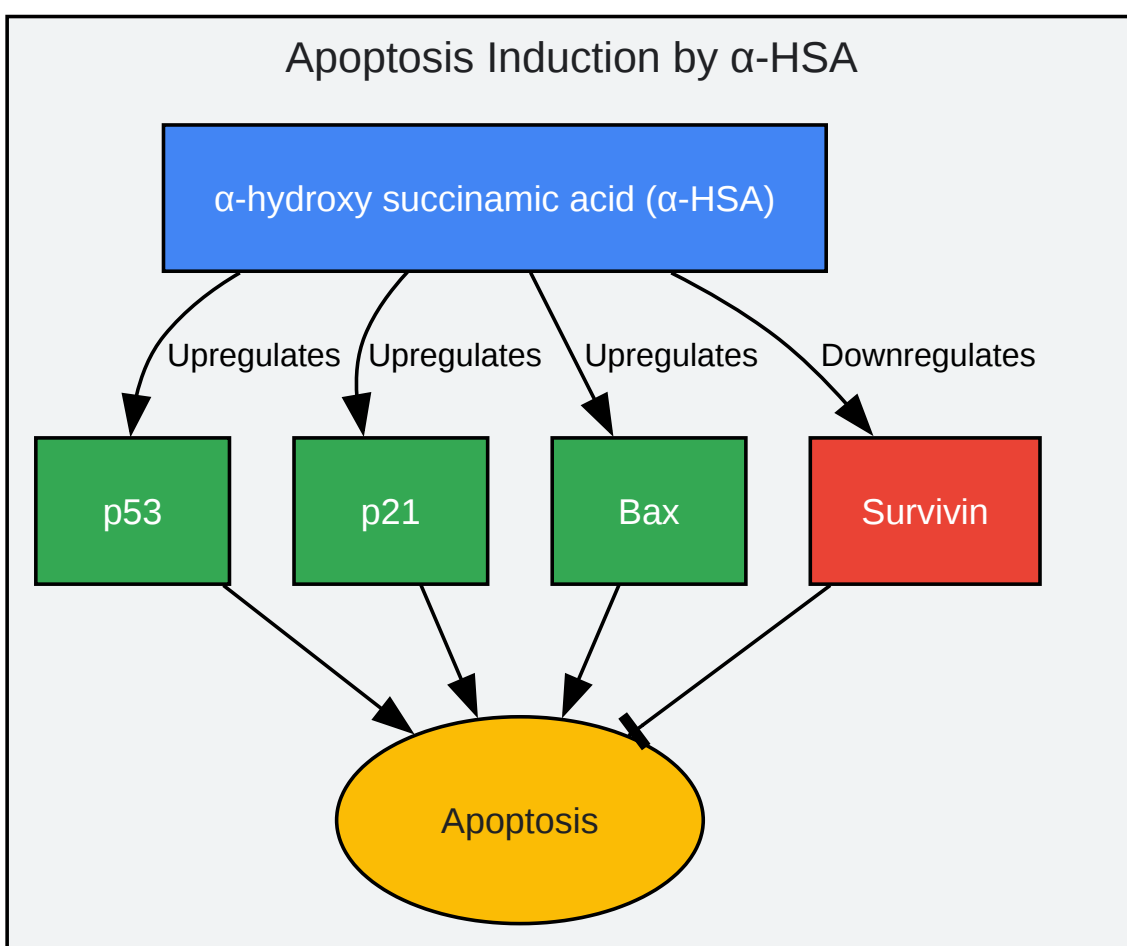 Apoptosis Induction by α-HSA
α-hydroxy succinamic acid (α-HSA)
Upregulates
Upregulates
Upregulates
Downregulates
p53
p21
Bax
Survivin
Apoptosis